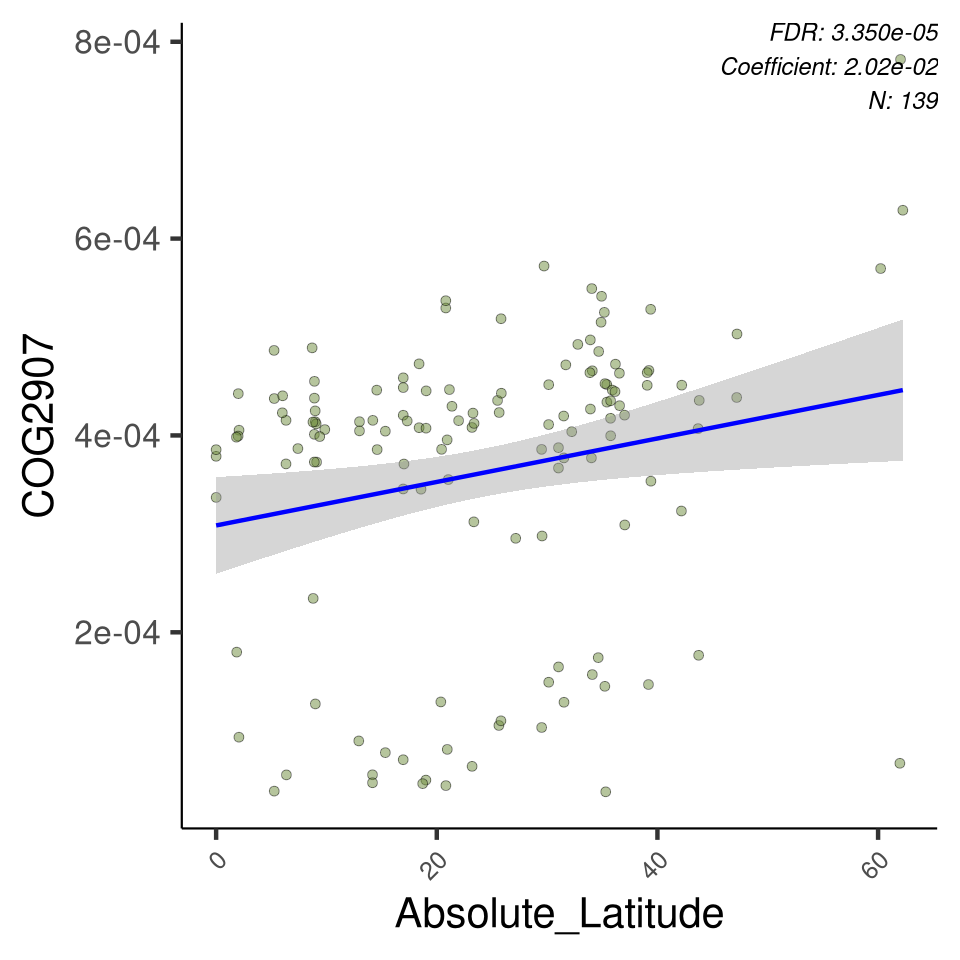 FDR: 3.350e-05
Coefficient: 2.02e-02
N: 139
8e-04
6e-04
4e-04
2e-04
COG2907
0
20
40
60
Absolute_Latitude